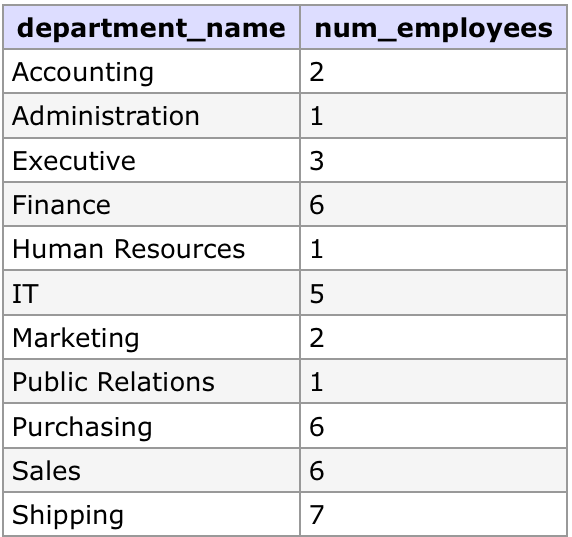 department_name num_employees
Accounting 2
Administration 1
Executive 3
Finance 6
Human Resources 1
IT 5
Marketing 2
Public Relations 1
Purchasing 6
Sales 6
Shipping 7